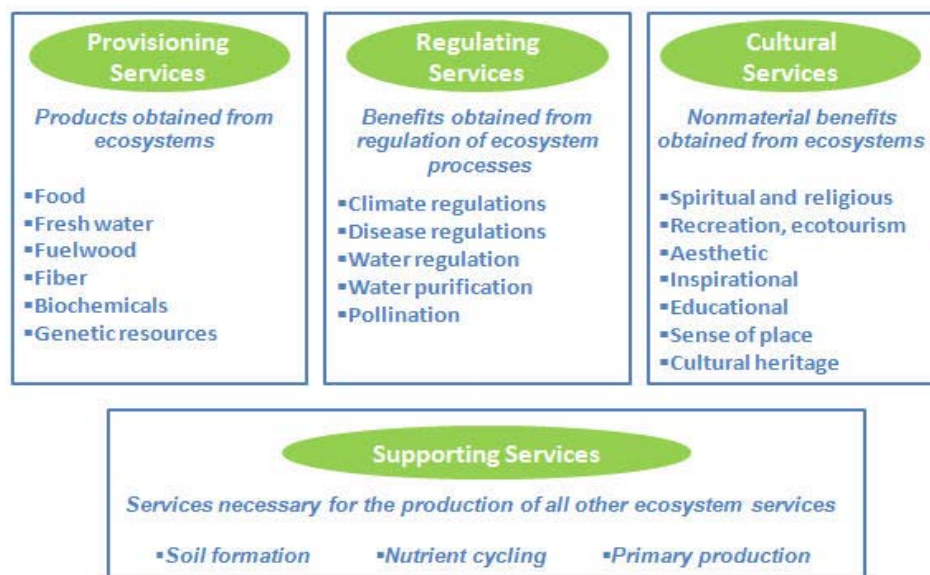 Provisioning
Services
Products obtained from
ecosystems
▪Food
▪Fresh water
▪Fuelwood
▪Fiber
▪Biochemicals
▪Genetic resources
Regulating
Services
Benefits obtained from
regulation of ecosystem
processes
▪Climate regulations
▪Disease regulations
▪Water regulation
▪Water purification
▪Pollination
Cultural
Services
Nonmaterial benefits
obtained from ecosystems
▪Spiritual and religious
▪Recreation, ecotourism
▪Aesthetic
▪Inspirational
▪Educational
▪Sense of place
▪Cultural heritage
Supporting Services
Services necessary for the production of all other ecosystem services
▪Soil formation ▪Nutrient cycling ▪Primary production